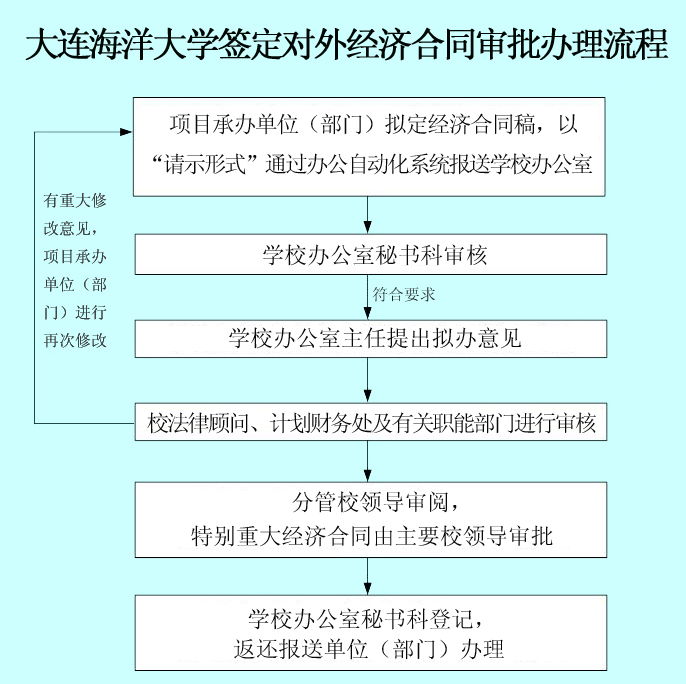 大连海洋大学签定对外经济合同审批办理流程
项目承办单位（部门）拟定经济合同稿，以
“请示形式”通过办公自动化系统报送学校办公室
有重大修
改意见，
项目承办
单位（部
门）进行
再次修改
学校办公室秘书科审核
符合要求
学校办公室主任提出拟办意见
校法律顾问、计划财务处及有关职能部门进行审核
分管校领导审阅，
特别重大经济合同由主要校领导审批
学校办公室秘书科登记，
返还报送单位（部门）办理